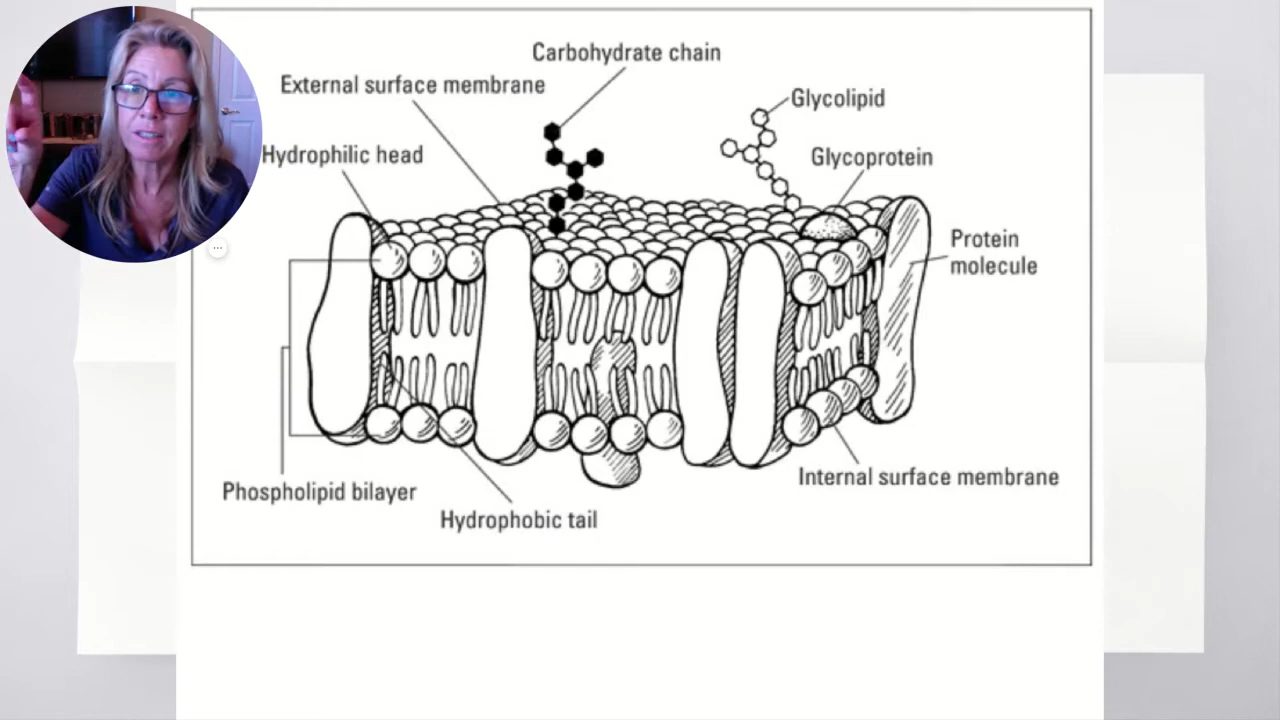 Carbohydrate chain
External surface membrane
Glycolipid
Hydrophilic head
Glycoprotein
Protein
molecule
Internal surface membrane
Phospholipid bilayer
Hydrophobic tail